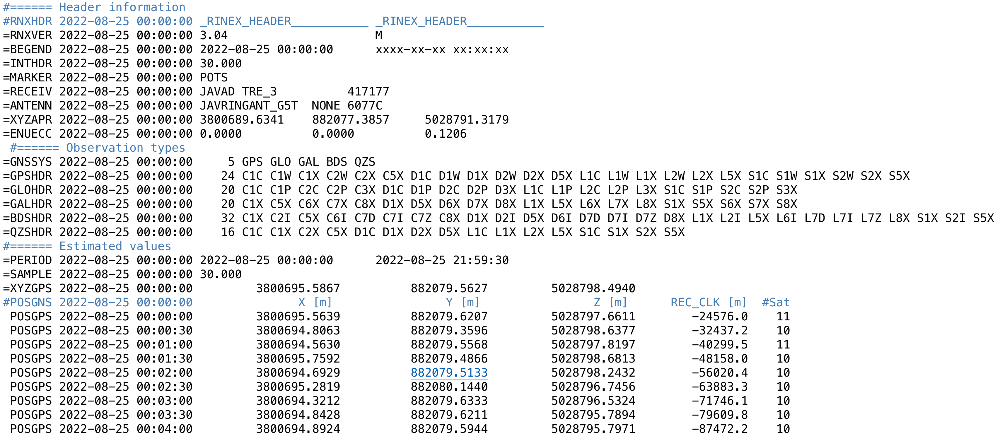 #====== Header information
#RNXHDR 2022-08-25 00:00:00 _RINEX_HEADER___________ _RINEX_HEADER___________
=RNXVER 2022-08-25 00:00:00 3.04                     M
=BEGEND 2022-08-25 00:00:00 2022-08-25 00:00:00      xxxx-xx-xx xx:xx:xx
=INTHDR 2022-08-25 00:00:00 30.000
=MARKER 2022-08-25 00:00:00 POTS
=RECEIV 2022-08-25 00:00:00 JAVAD TRE_3          417177
=ANTENN 2022-08-25 00:00:00 JAVRINGANT_G5T  NONE 6077C
=XYZAPR 2022-08-25 00:00:00 3800689.6341    882077.3857     5028791.3179
=ENUECC 2022-08-25 00:00:00 0.0000          0.0000          0.1206
 #====== Observation types
=GNSSYS 2022-08-25 00:00:00     5 GPS GLO GAL BDS QZS
=GPSHDR 2022-08-25 00:00:00    24 C1C C1W C1X C2W C2X C5X D1C D1W D1X D2W D2X D5X L1C L1W L1X L2W L2X L5X S1C S1W S1X S2W S2X S5X
=GLOHDR 2022-08-25 00:00:00    20 C1C C1P C2C C2P C3X D1C D1P D2C D2P D3X L1C L1P L2C L2P L3X S1C S1P S2C S2P S3X
=GALHDR 2022-08-25 00:00:00    20 C1X C5X C6X C7X C8X D1X D5X D6X D7X D8X L1X L5X L6X L7X L8X S1X S5X S6X S7X S8X
=BDSHDR 2022-08-25 00:00:00    32 C1X C2I C5X C6I C7D C7I C7Z C8X D1X D2I D5X D6I D7D D7I D7Z D8X L1X L2I L5X L6I L7D L7I L7Z L8X S1X S2I S5X
=QZSHDR 2022-08-25 00:00:00    16 C1C C1X C2X C5X D1C D1X D2X D5X L1C L1X L2X L5X S1C S1X S2X S5X
#====== Estimated values
=PERIOD 2022-08-25 00:00:00 2022-08-25 00:00:00      2022-08-25 21:59:30
=SAMPLE 2022-08-25 00:00:00 30.000
=XYZGPS 2022-08-25 00:00:00         3800695.5867          882079.5627         5028798.4940
#POSGNS 2022-08-25 00:00:00               X [m]                Y [m]                Z [m]      REC_CLK [m]  #Sat
 POSGPS 2022-08-25 00:00:00         3800695.5639          882079.6207         5028797.6611        -24576.0    11
 POSGPS 2022-08-25 00:00:30         3800694.8063          882079.3596         5028798.6377        -32437.2    10
 POSGPS 2022-08-25 00:01:00         3800694.5630          882079.5568         5028797.8197        -40299.5    11
 POSGPS 2022-08-25 00:01:30         3800695.7592          882079.4866         5028798.6813        -48158.0    10
 POSGPS 2022-08-25 00:02:00         3800694.6929          882079.5133         5028798.2432        -56020.4    10
 POSGPS 2022-08-25 00:02:30         3800695.2819          882080.1440         5028796.7456        -63883.3    10
 POSGPS 2022-08-25 00:03:00         3800694.3212          882079.6333         5028796.5324        -71746.1    10
 POSGPS 2022-08-25 00:03:30         3800694.8428          882079.6211         5028795.7894        -79609.8    10
 POSGPS 2022-08-25 00:04:00         3800694.8924          882079.5944         5028795.7971        -87472.2    10